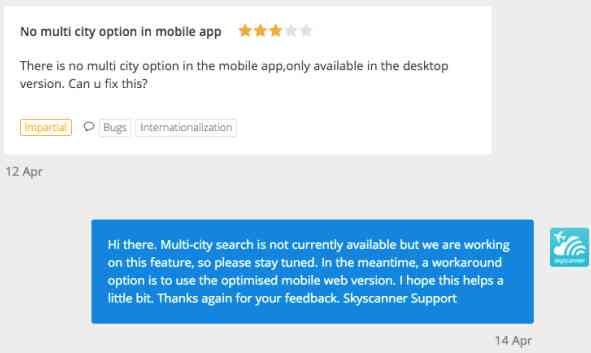 No multi city option in mobile app
There is no multi city option in the mobile app,only available in the desktop
version. Can u fix this?
Impartial
Bugs
Internationalization
12 Apr
Hi there. Multi-city search is not currently available but we are working
on this feature, so please stay tuned. In the meantime, a workaround
option is to use the optimised mobile web version. I hope this helps a
little bit. Thanks again for your feedback. Skyscanner Support
skyscanner
14 Apr